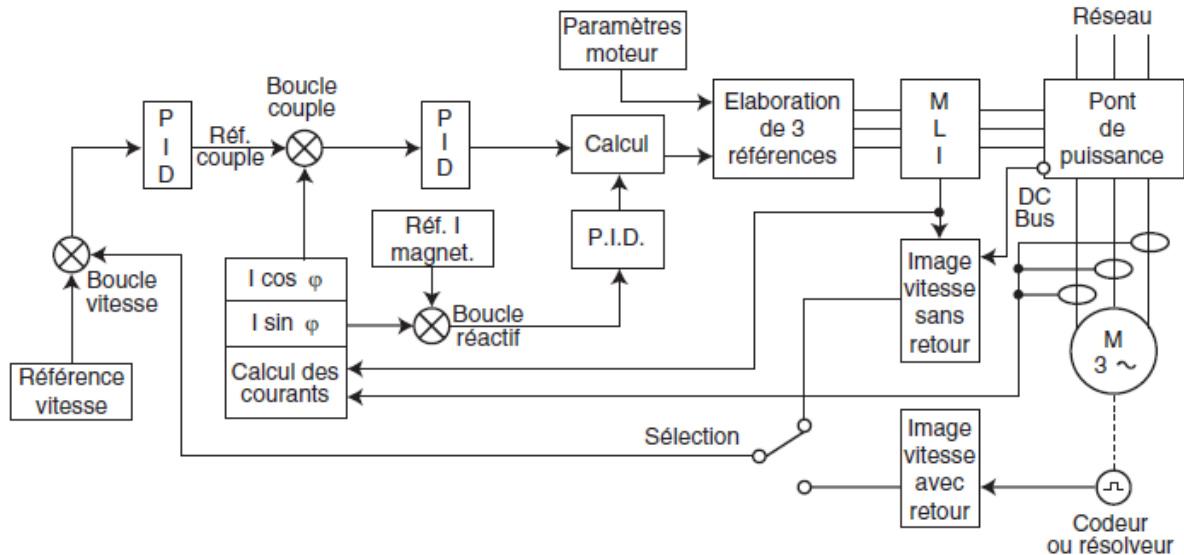 Réseau
Paramètres
moteur
Boucle
couple
P
I
D
Réf.
couple
P
I
D
Calcul
Elaboration
de 3
références
M
L
I
Pont
de
puissance
DC
Bus
Réf. I
magnet.
P.I.D.
Boucle
vitesse
I cos φ
I sin φ
Calcul des
courants
Boucle
réactif
Image
vitesse
sans
retour
M
3 ~
Référence
vitesse
Sélection
Image
vitesse
avec
retour
Codeur
ou résolveur